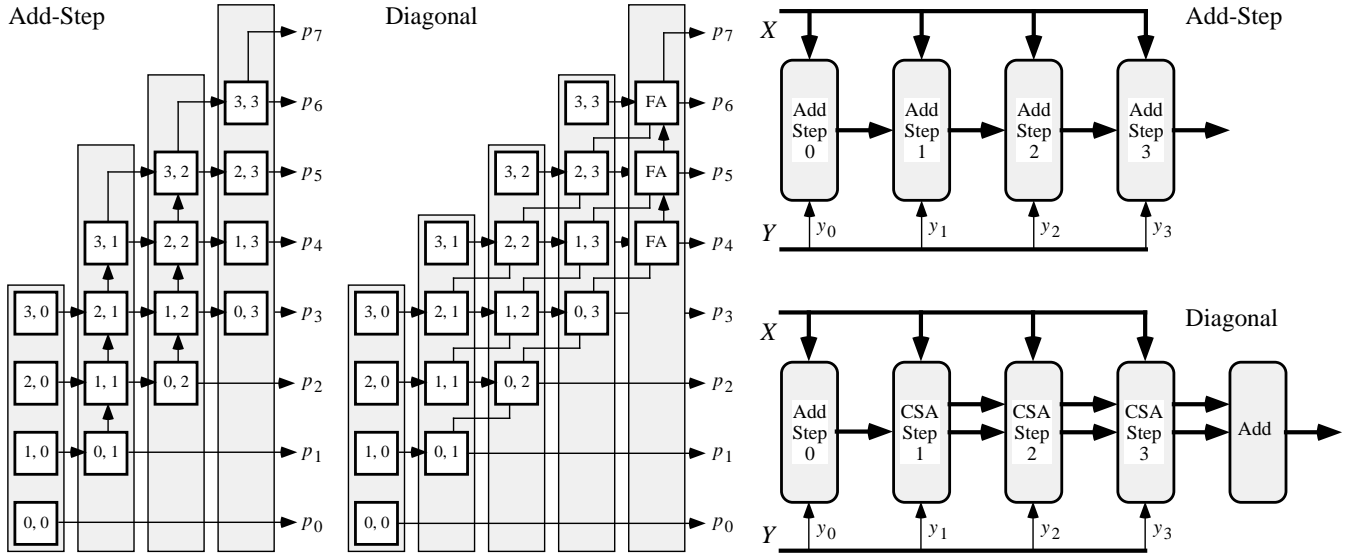 Add-Step
p7
3, 3
p6
3, 2
2, 3
p5
3, 1
2, 2
1, 3
p4
3, 0
2, 1
1, 2
0, 3
p3
2, 0
1, 1
0, 2
p2
1, 0
0, 1
p1
0, 0
p0
Diagonal
p7
3, 3
FA
p6
3, 2
2, 3
FA
p5
3, 1
2, 2
1, 3
FA
p4
3, 0
2, 1
1, 2
0, 3
p3
2, 0
1, 1
0, 2
p2
1, 0
0, 1
p1
0, 0
p0
Add-Step
X
Add
Step
0
Add
Step
1
Add
Step
2
Add
Step
3
Y
y0
y1
y2
y3
Diagonal
X
Add
Step
0
CSA
Step
1
CSA
Step
2
CSA
Step
3
Add
Y
y0
y1
y2
y3